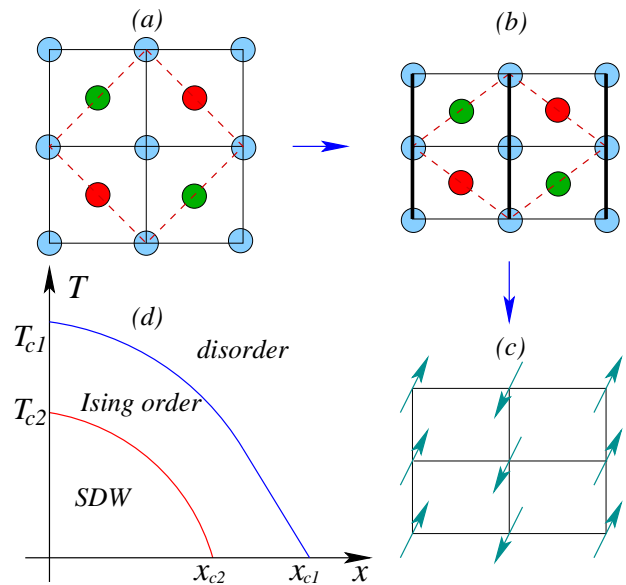 (a)
(b)
T
(d)
(c)
T_{c1}
disorder
Ising order
T_{c2}
SDW
x_{c2}
x_{c1}
x